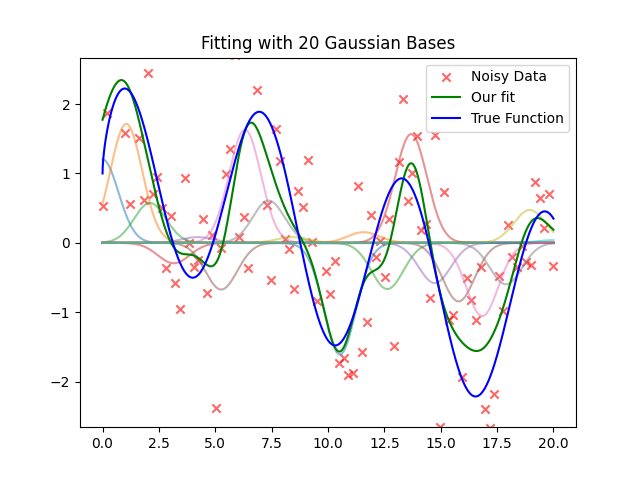 Fitting with 20 Gaussian Bases
Noisy Data
Our fit
True Function
2
1
0
−1
−2
0.0 2.5 5.0 7.5 10.0 12.5 15.0 17.5 20.0